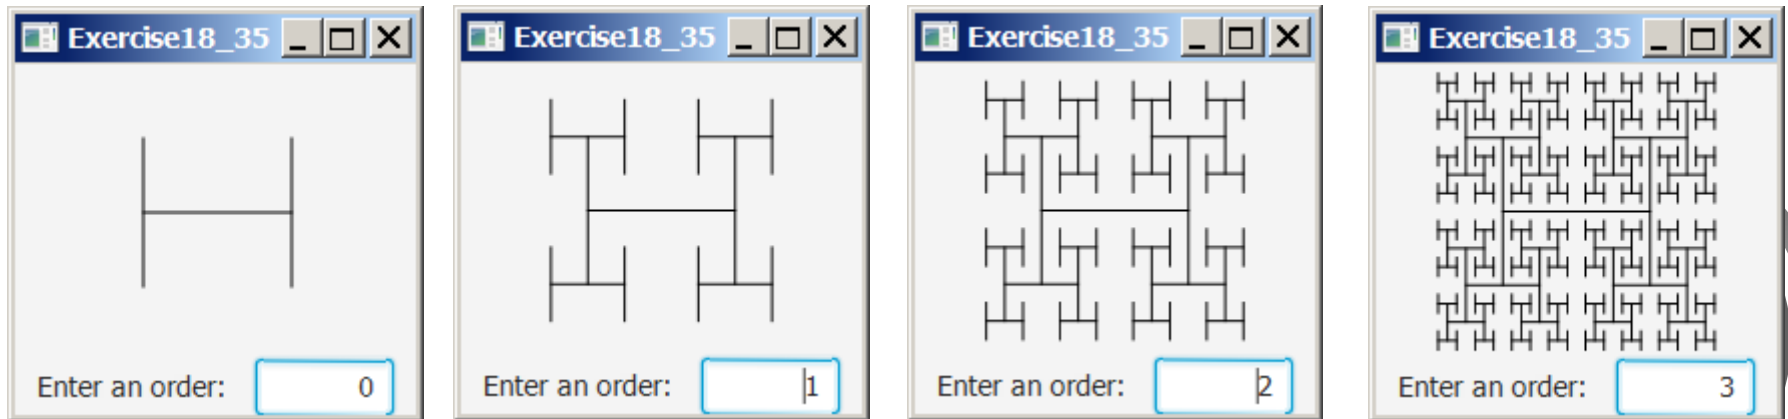 Exercise18_35
Enter an order: 0
Exercise18_35
Enter an order: 1
Exercise18_35
Enter an order: 2
Exercise18_35
Enter an order: 3